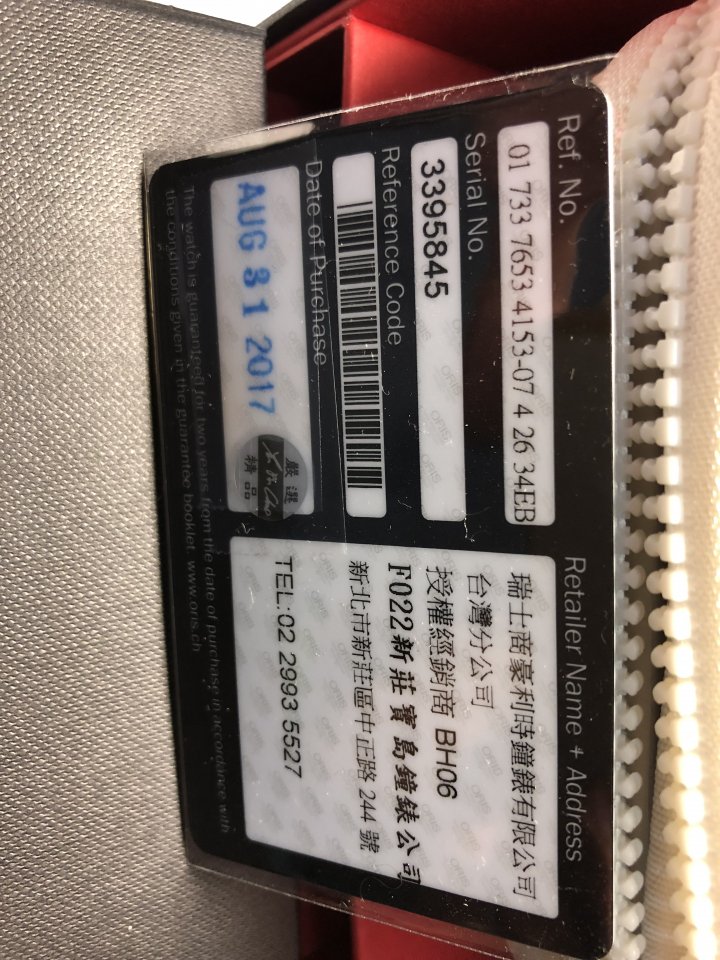 Ref. No.
01 733 7653 4153-07 4 26 34EB
Serial No.
3395845
Reference Code
Date of Purchase
AUG 31 2017
嚴選
精品
The watch is guaranteed for two years from the date of purchase in accordance with
the conditions given in the guarantee booklet. www.oris.ch
Retailer Name + Address
瑞士商豪利時鐘錶有限公司
台灣分公司
授權經銷商 BH06
F022新莊寶島鐘錶公司
新北市新莊區中正路 244 號
TEL:02 2993 5527